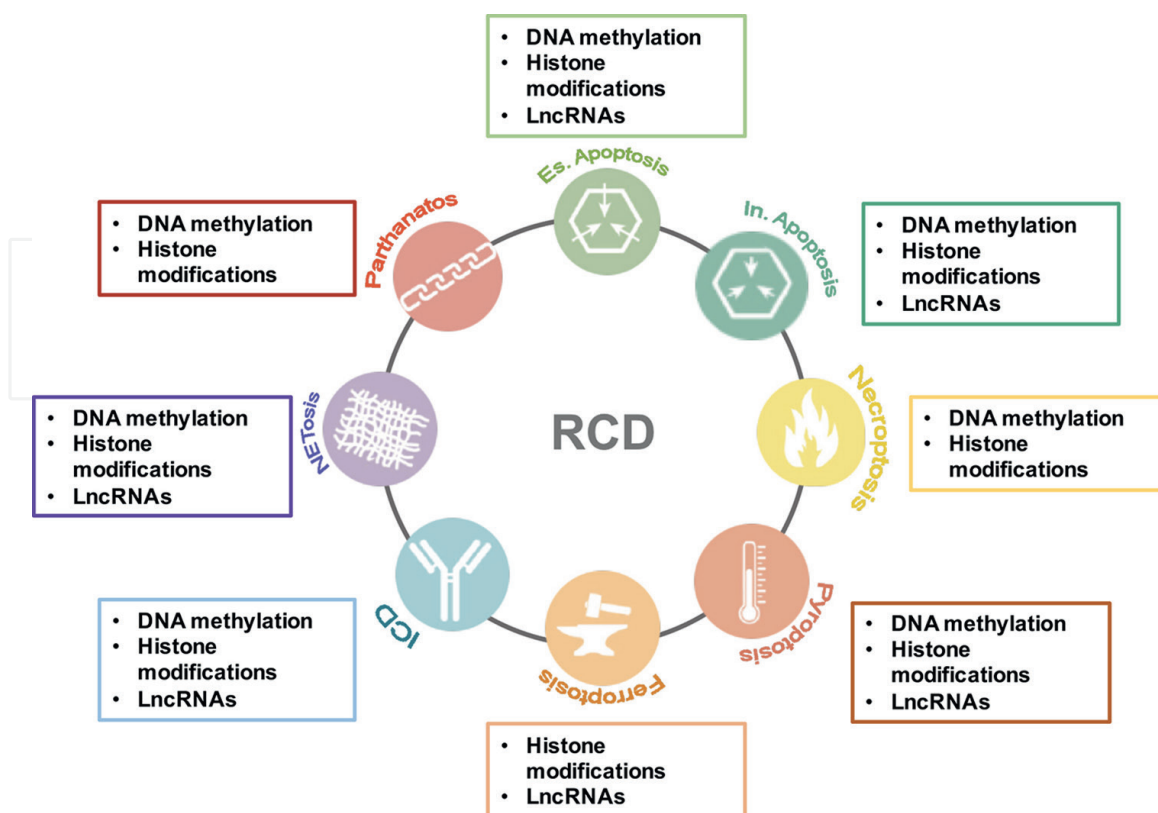 • DNA methylation
• Histone
modifications
• LncRNAs
Es. Apoptosis
In. Apoptosis
• DNA methylation
• Histone
modifications
• LncRNAs
Necroptosis
• DNA methylation
• Histone
modifications
Pyroptosis
• DNA methylation
• Histone
modifications
• LncRNAs
Ferroptosis
• Histone
modifications
• LncRNAs
ICD
• DNA methylation
• Histone
modifications
• LncRNAs
NETosis
• DNA methylation
• Histone
modifications
• LncRNAs
Parthanatos
• DNA methylation
• Histone
modifications
RCD